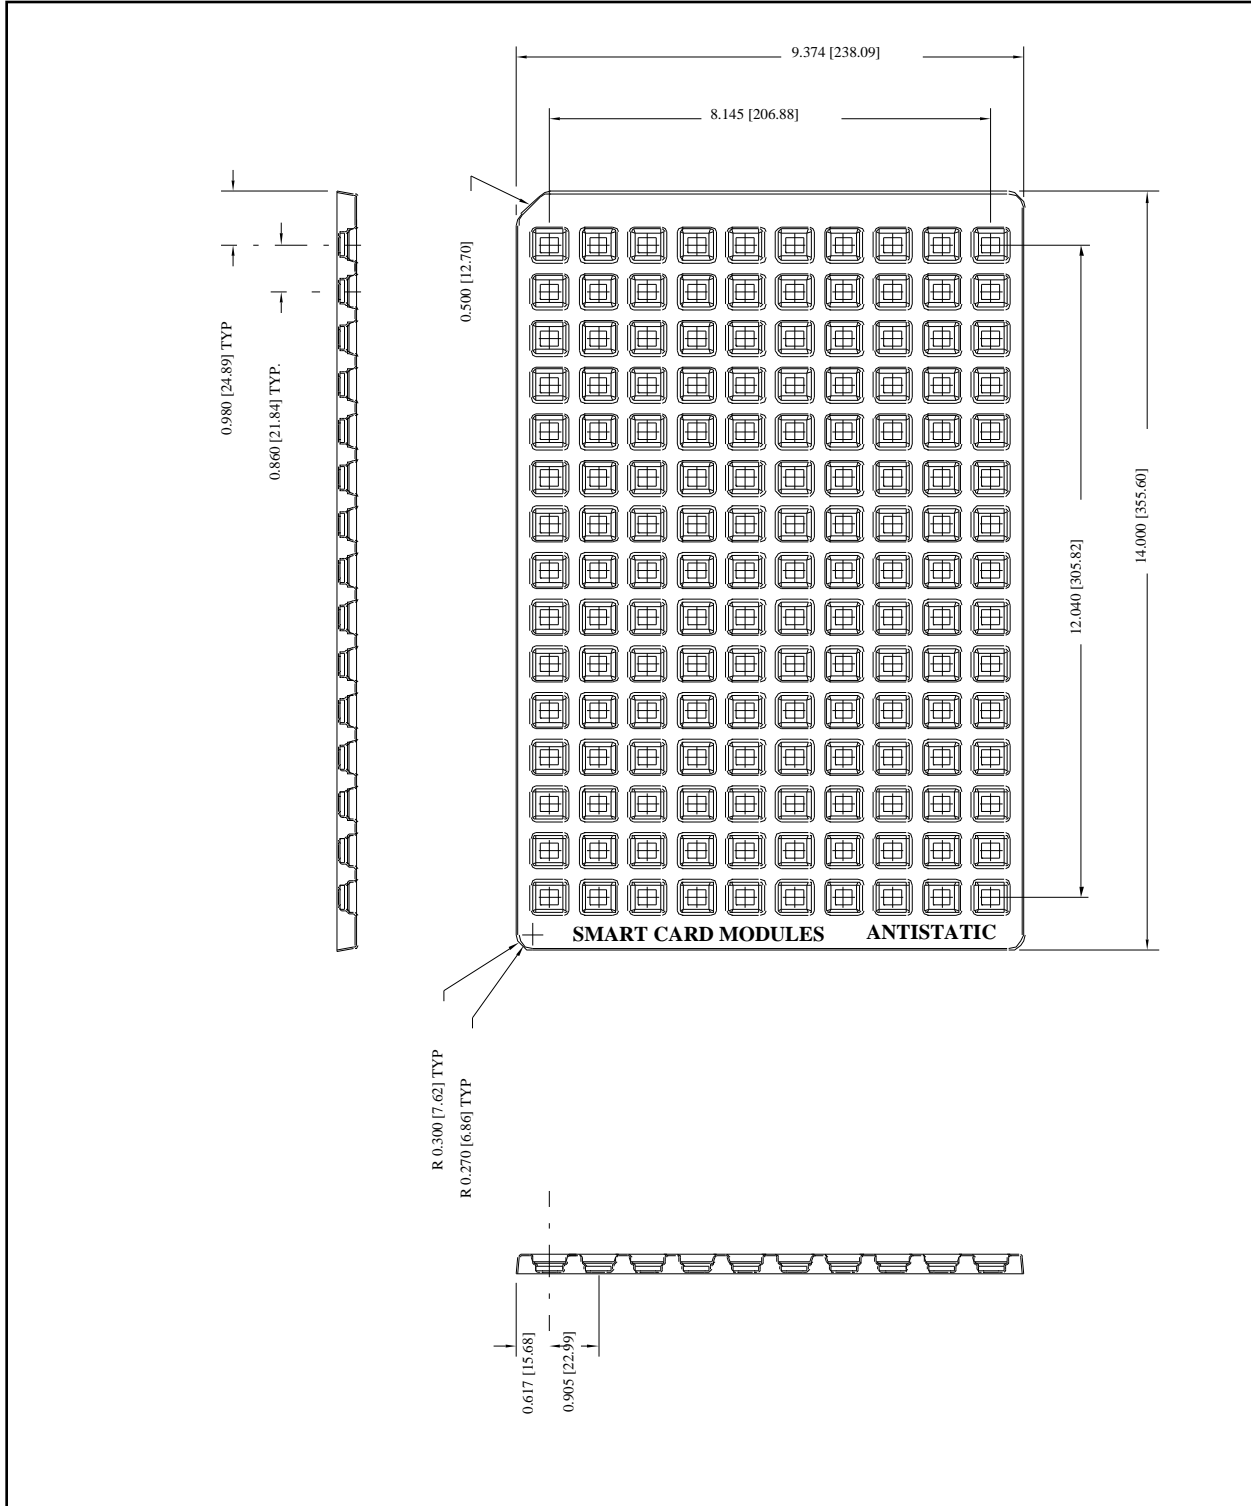 9.374 [238.09]
8.145 [206.88]
0.500 [12.70]
0.980 [24.89] TYP
0.860 [21.84] TYP.
14.000 [355.60]
12.040 [305.82]
SMART CARD MODULES ANTISTATIC
R 0.300 [7.62] TYP
R 0.270 [6.86] TYP
0.617 [15.68]
0.905 [22.99]